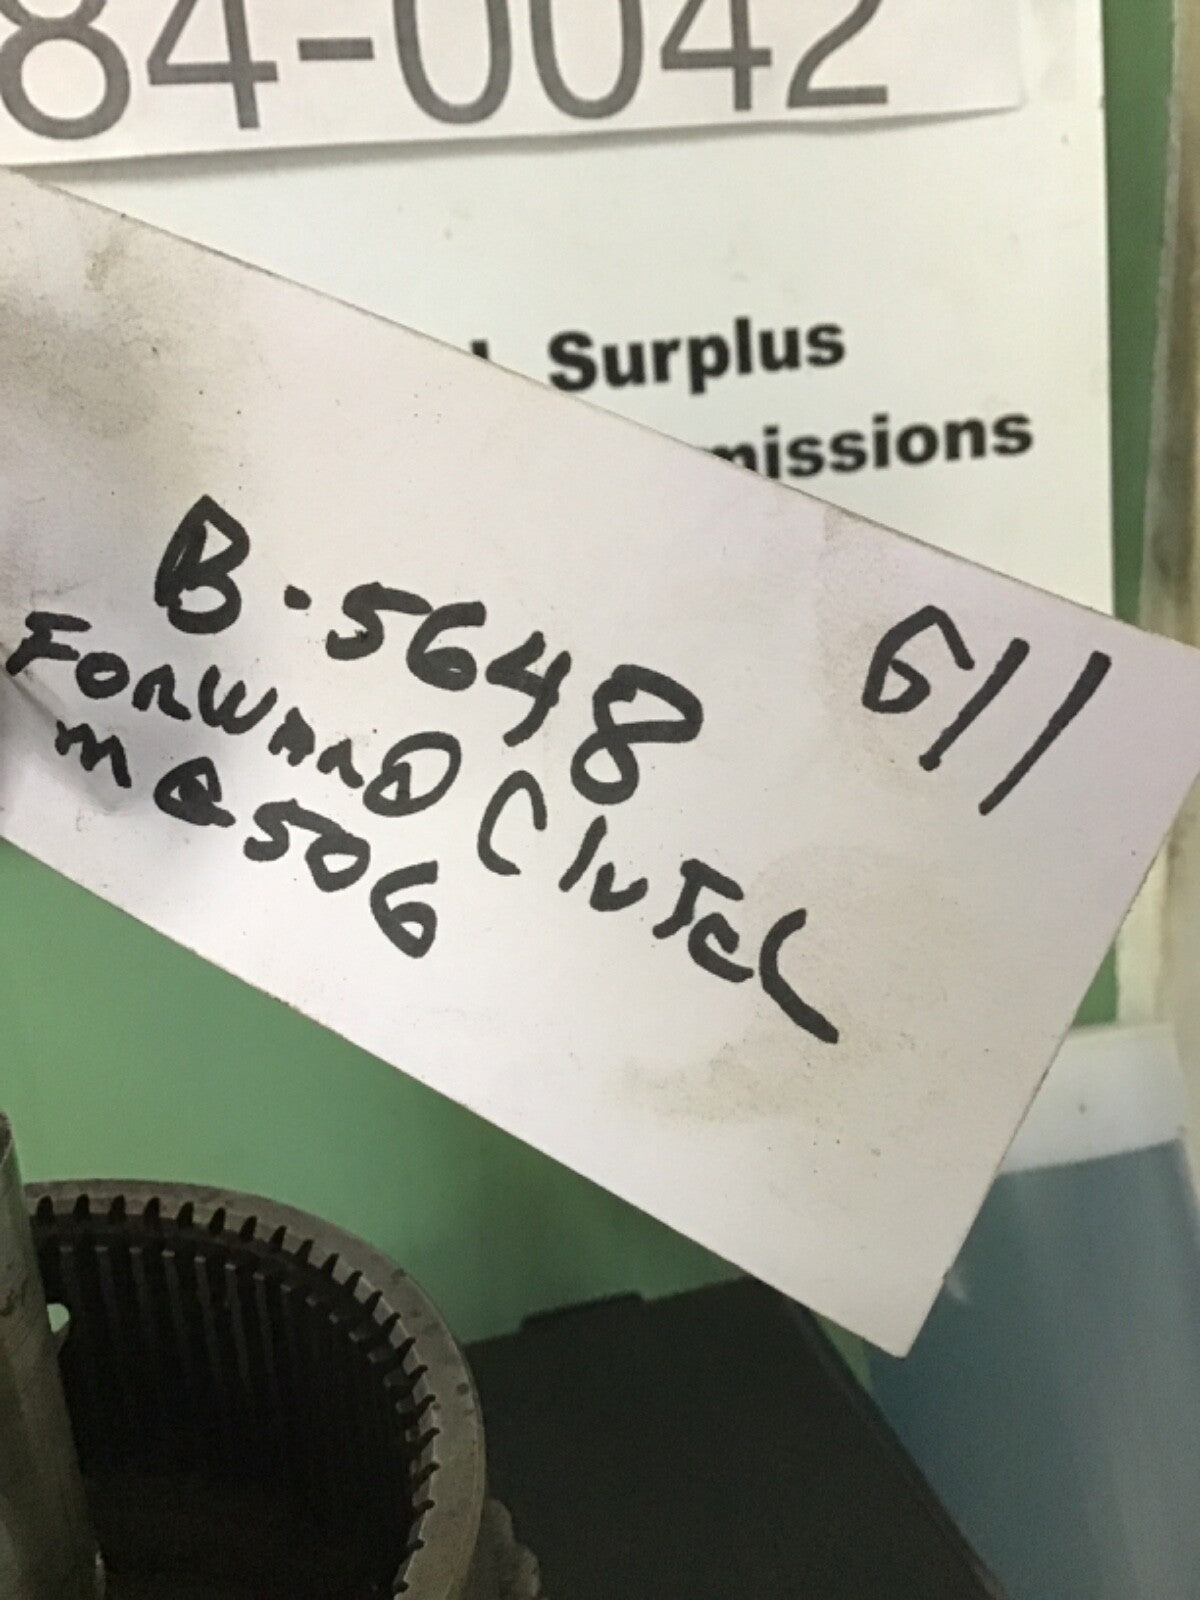 84-0042
Surplus
missions
B-5648
G11
FORWARD Clutch
M@506